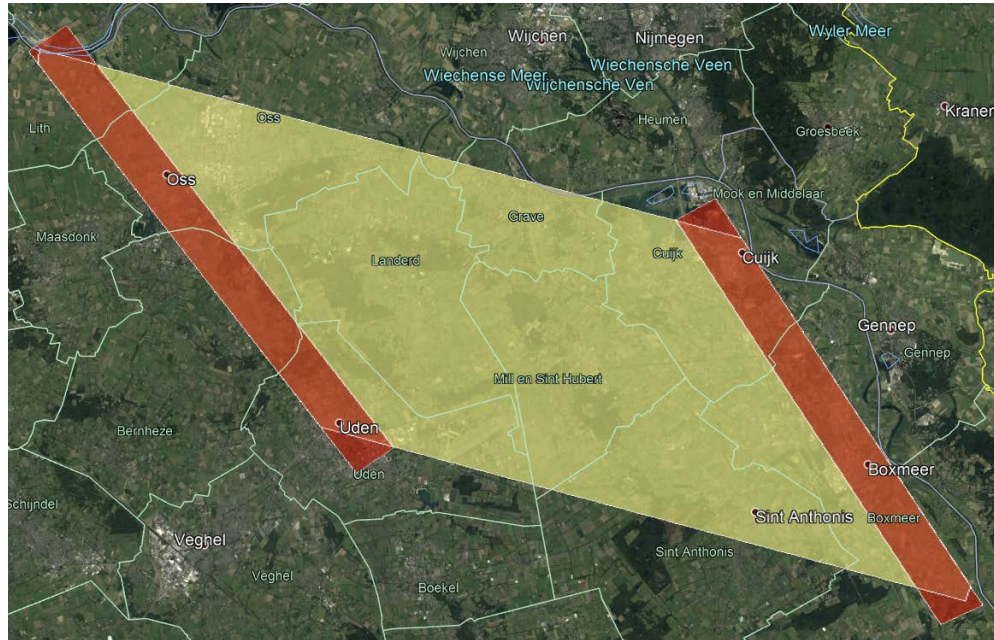 Wyler Meer
Wijchen
Nijmegen
Wijchen
Wiechensche Veen
Wiechense Meer
Wijchensche Ven
Kranen
Oss
Heumen
Lith
Groesbeek
Oss
Mook en Middelaar
Grave
Maasdonk
Cuijk
Cuijk
Landerd
Gennep
Gennep
Mill en Sint Hubert
Uden
Bernheze
Boxmeer
Uden
Schijndel
Sint Anthonis
Boxmeer
Veghel
Sint Anthonis
Veghel
Boekel